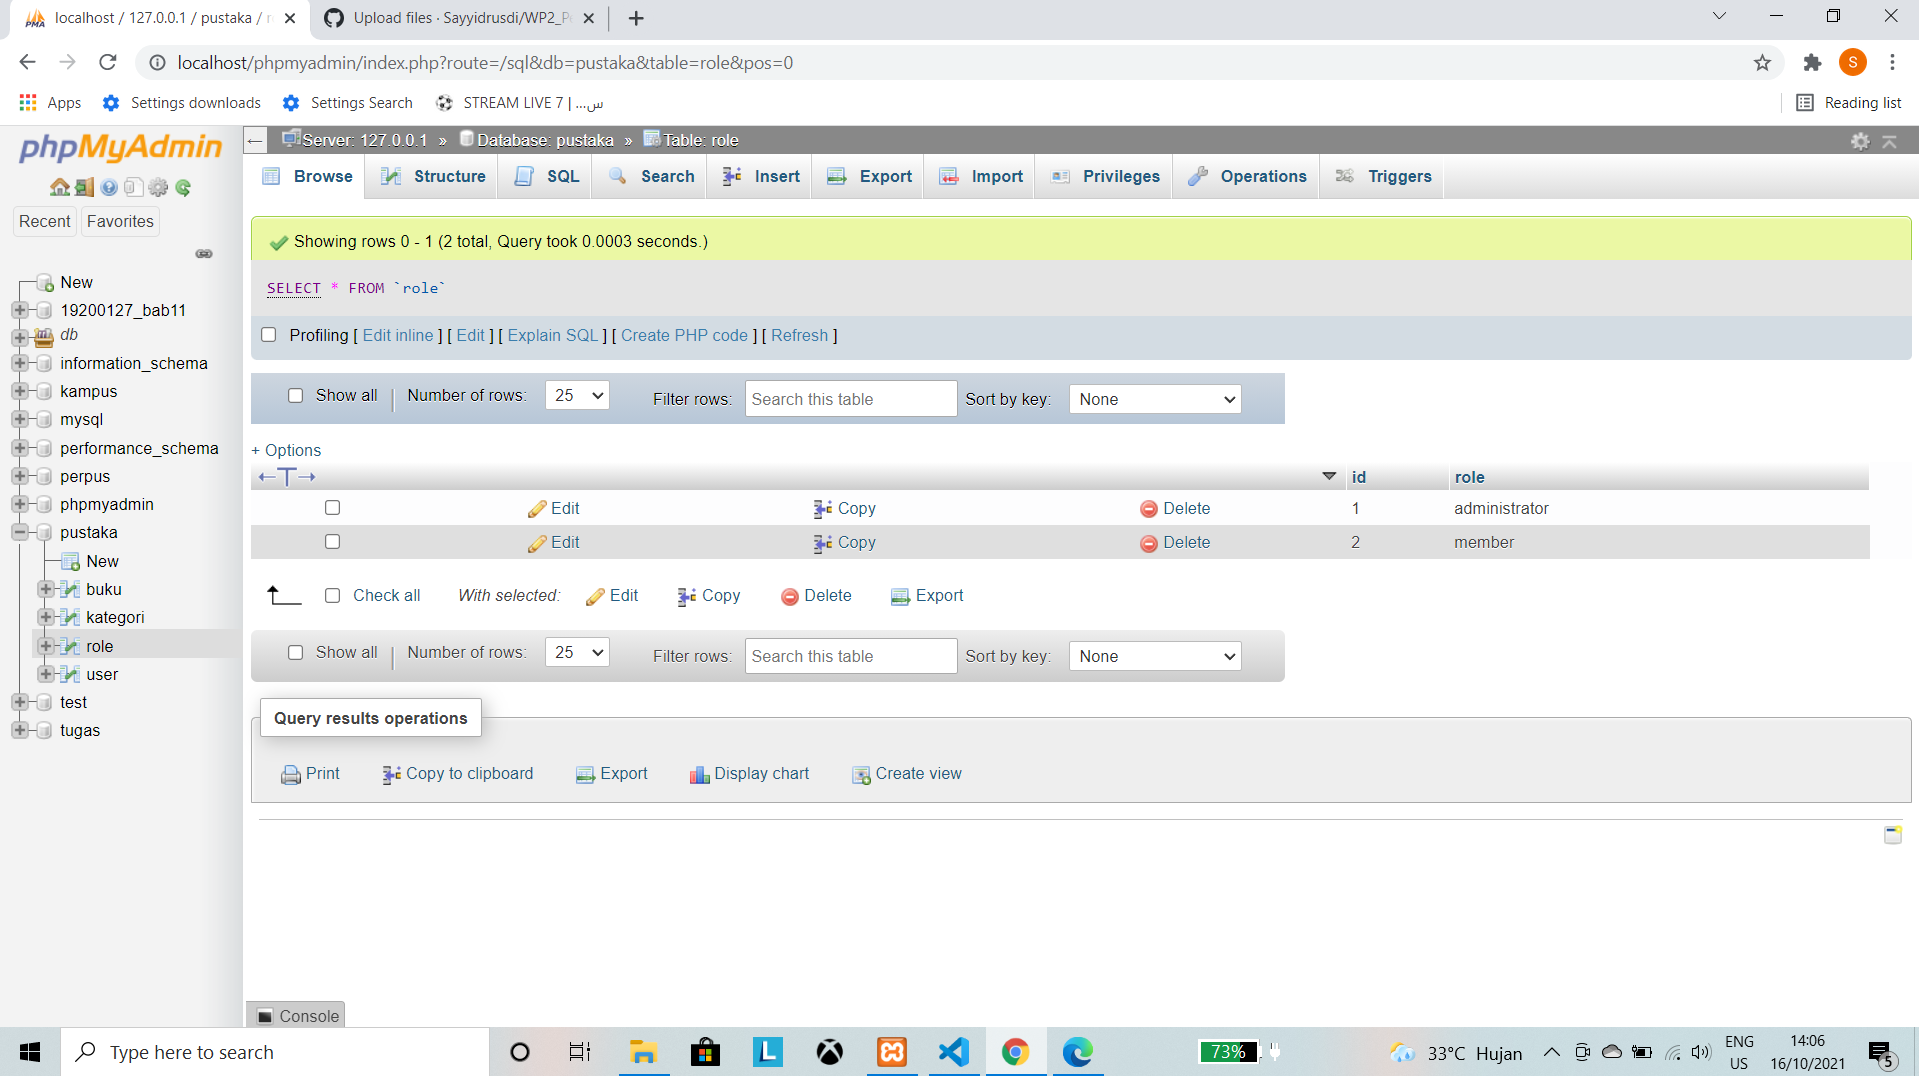 localhost / 127.0.0.1 / pustaka / r
Upload files · Sayyidrusdi/WP2_P
localhost/phpmyadmin/index.php?route=/sql&db=pustaka&table=role&pos=0
S
Apps
Settings downloads
Settings Search
STREAM LIVE 7 | ...س
Reading list
phpMyAdmin
Recent
Favorites
New
19200127_bab11
db
information_schema
kampus
mysql
performance_schema
perpus
phpmyadmin
pustaka
New
buku
kategori
role
user
test
tugas
Server: 127.0.0.1 » Database: pustaka » Table: role
Browse
Structure
SQL
Search
Insert
Export
Import
Privileges
Operations
Triggers
Showing rows 0 - 1 (2 total, Query took 0.0003 seconds.)
SELECT * FROM `role`
Profiling [ Edit inline ] [ Edit ] [ Explain SQL ] [ Create PHP code ] [ Refresh ]
Show all | Number of rows: 25 Filter rows: Search this table Sort by key: None
+ Options
←T→ id role
Edit Copy Delete 1 administrator
Edit Copy Delete 2 member
Check all With selected: Edit Copy Delete Export
Show all | Number of rows: 25 Filter rows: Search this table Sort by key: None
Query results operations
Print
Copy to clipboard
Export
Display chart
Create view
Console
Type here to search
L
73%
33°C Hujan
ENG
US
14:06
16/10/2021
5